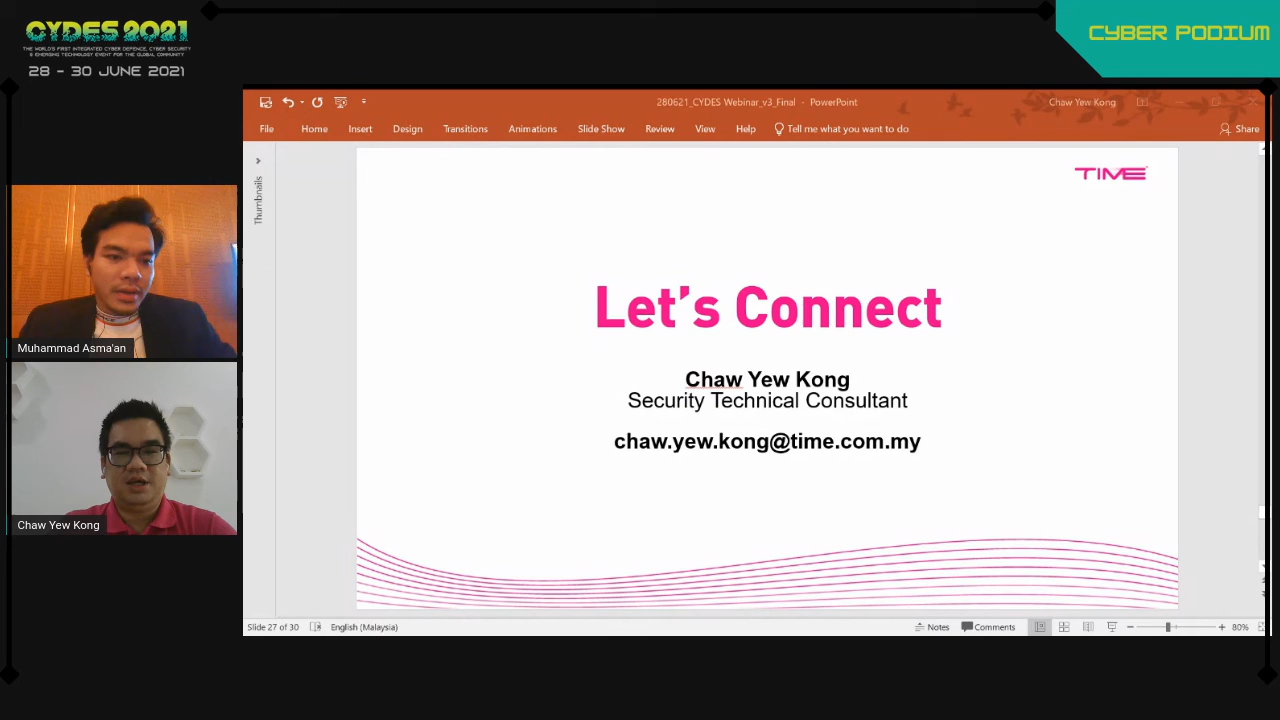 CYDES 2021
THE WORLD'S FIRST INTEGRATED CYBER DEFENCE, CYBER SECURITY
& EMERGING TECHNOLOGY EVENT FOR THE GLOBAL COMMUNITY
28 - 30 JUNE 2021
CYBER PODIUM
280621_CYDES Webinar_v3_Final - PowerPoint
Chaw Yew Kong
File Home Insert Design Transitions Animations Slide Show Review View Help Tell me what you want to do Share
Thumbnails
TIME
Let's Connect
Chaw Yew Kong
Security Technical Consultant
chaw.yew.kong@time.com.my
Muhammad Asma'an
Chaw Yew Kong
Slide 27 of 30 English (Malaysia) Notes Comments 80%